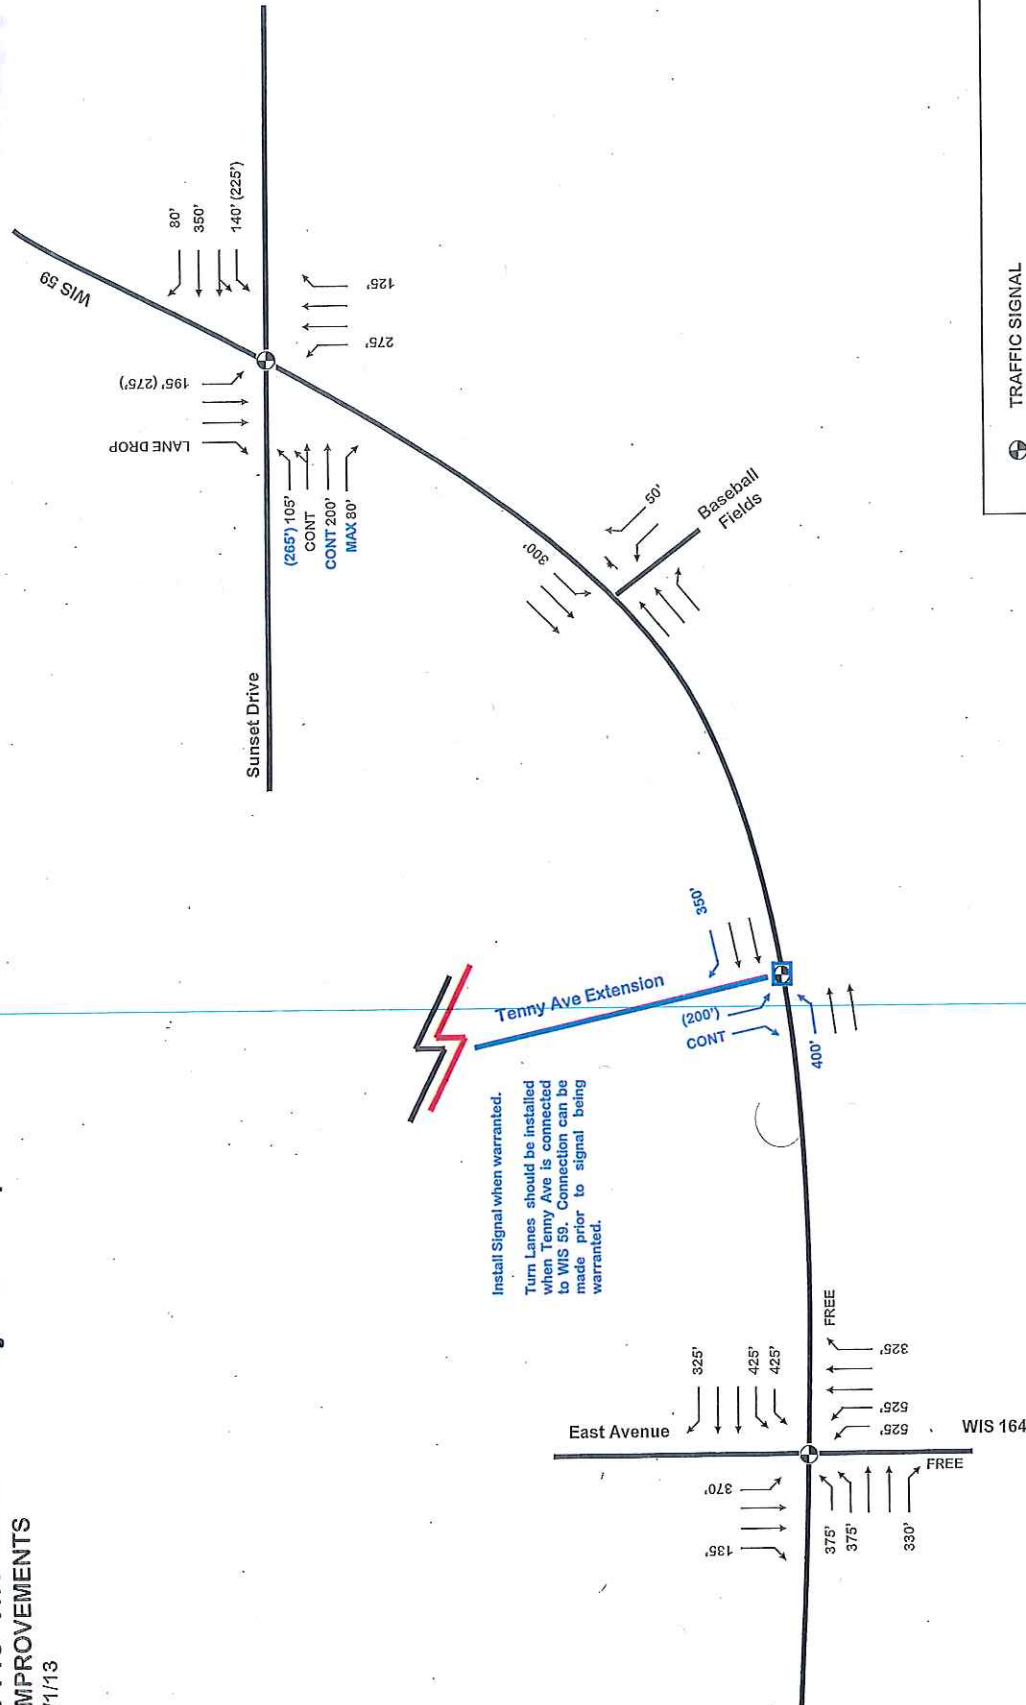 MPROVEMENTS
/1/13
WIS 59
80'
350'
140' (225')
195' (275')
LANE DROP
125'
275'
(265') 105'
CONT
CONT 200'
MAX 80'
Sunset Drive
300'
50'
Baseball
Fields
350'
Tenny Ave Extension
(200')
CONT
400'
Install Signal when warranted.
Turn Lanes should be installed
when Tenny Ave is connected
to WIS 59. Connection can be
made prior to signal being
warranted.
325'
425'
425'
FREE
325'
525'
525'
East Avenue
WIS 164
FREE
370'
135'
375'
375'
330'
TRAFFIC SIGNAL